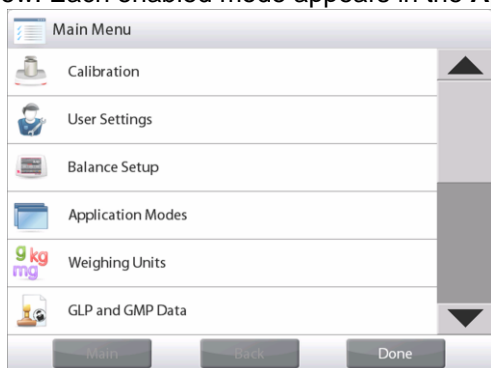 Main Menu
Calibration
User Settings
Balance Setup
Application Modes
g kg
mg
Weighing Units
GLP and GMP Data
Main Back Done